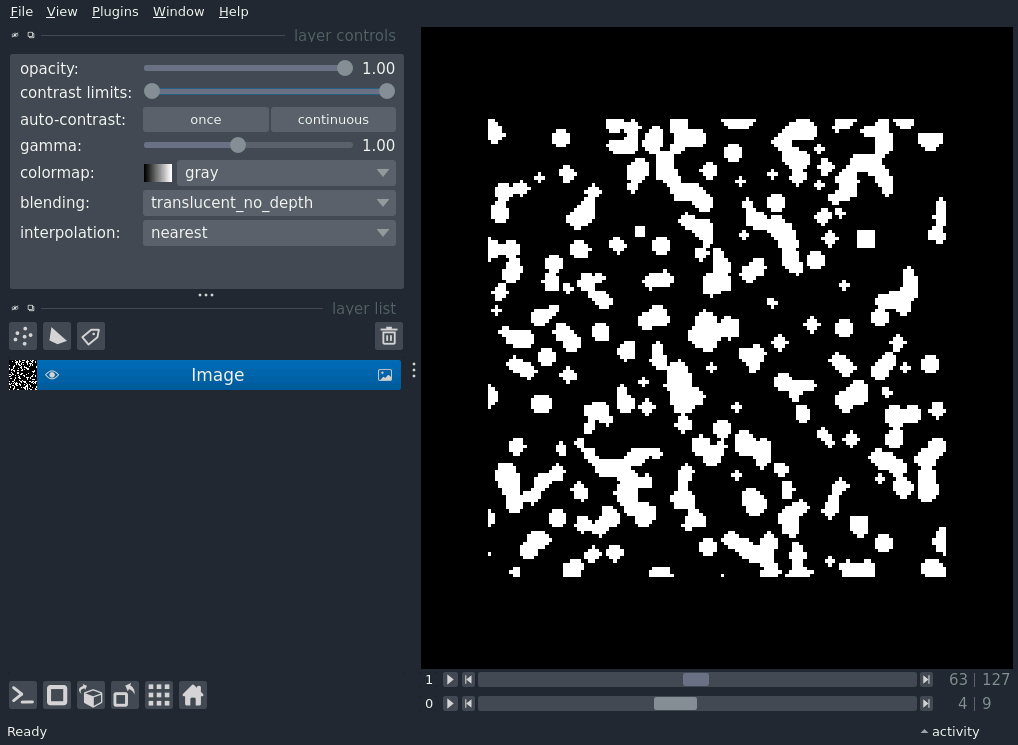 File View Plugins Window Help
layer controls
opacity: 1.00
contrast limits:
auto-contrast: once continuous
gamma: 1.00
colormap: gray
blending: translucent_no_depth
interpolation: nearest
layer list
Image
1 63 | 127
0 4 | 9
Ready activity